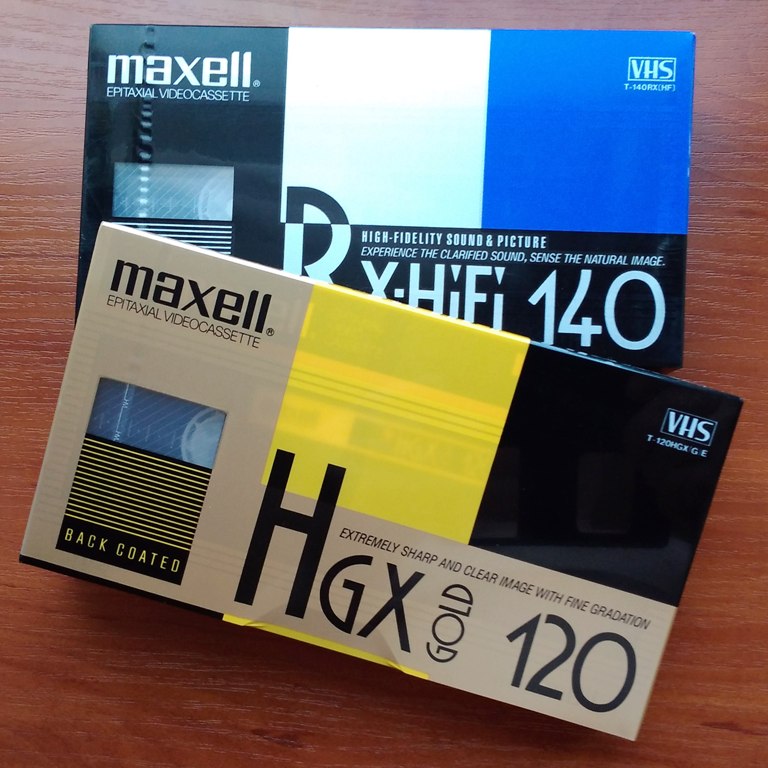 maxell®
EPITAXIAL VIDEOCASSETTE
VHS
T-140RX(HF)
HIGH-FIDELITY SOUND & PICTURE
EXPERIENCE THE CLARIFIED SOUND, SENSE THE NATURAL IMAGE.
RX·HiFi 140
maxell®
EPITAXIAL VIDEOCASSETTE
VHS
T-120HGX(G)E
BACK COATED
EXTREMELY SHARP AND CLEAR IMAGE WITH FINE GRADATION
HGX GOLD 120